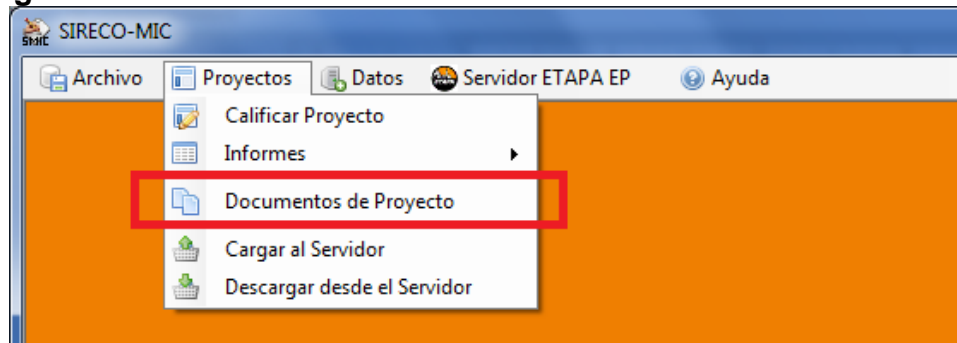 SIRECO-MIC
Archivo Proyectos Datos Servidor ETAPA EP Ayuda
Calificar Proyecto
Informes
Documentos de Proyecto
Cargar al Servidor
Descargar desde el Servidor